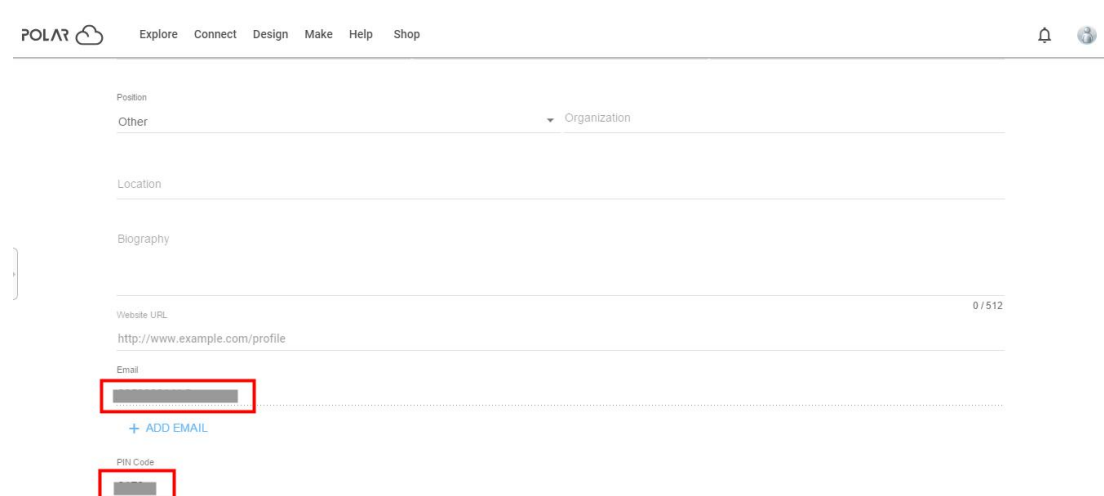 POLAR Explore Connect Design Make Help Shop
Position
Other Organization
Location
Biography
0 / 512
Website URL
http://www.example.com/profile
Email
+ ADD EMAIL
PIN Code